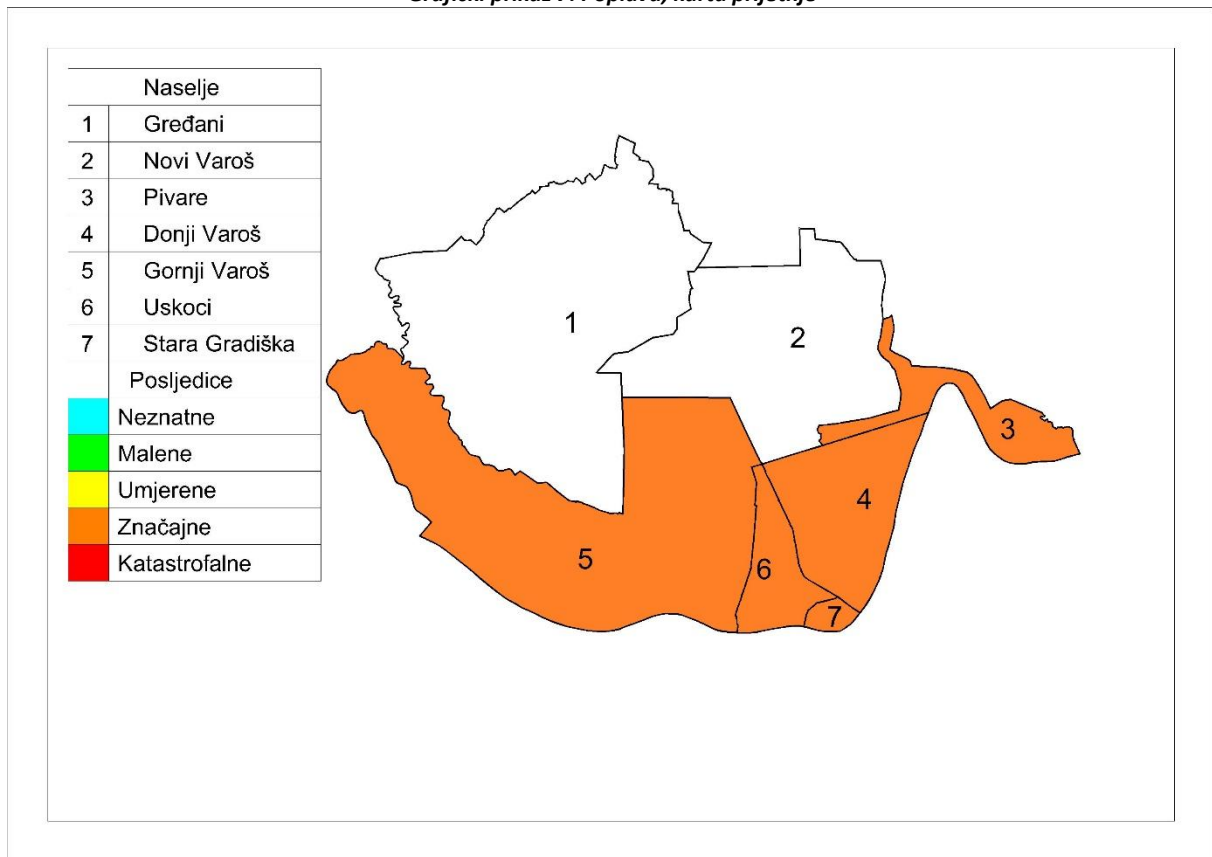 Naselje
1 Gređani
2 Novi Varoš
3 Pivare
4 Donji Varoš
5 Gornji Varoš
6 Uskoci
7 Stara Gradiška
Posljedice
Neznatne
Malene
Umjerene
Značajne
Katastrofalne
1
2
3
4
5
6
7